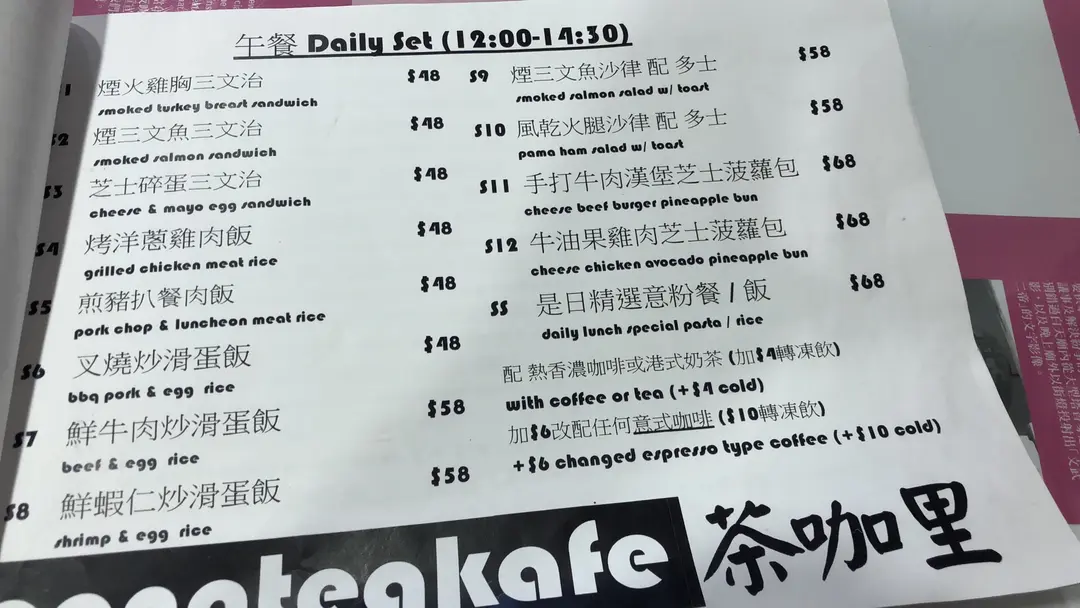 午餐 Daily Set (12:00-14:30)
1 煙火雞胸三文治 $48
smoked turkey breast sandwich
S2 煙三文魚三文治 $48
smoked salmon sandwich
S3 芝士碎蛋三文治 $48
cheese & mayo egg sandwich
S4 烤洋蔥雞肉飯 $48
grilled chicken meat rice
S5 煎豬扒餐肉飯 $48
pork chop & luncheon meat rice
S6 叉燒炒滑蛋飯 $48
bbq pork & egg rice
S7 鮮牛肉炒滑蛋飯 $58
beef & egg rice
S8 鮮蝦仁炒滑蛋飯 $58
shrimp & egg rice
S9 煙三文魚沙律 配 多士 $58
smoked salmon salad w/ toast
S10 風乾火腿沙律 配 多士 $58
pama ham salad w/ toast
S11 手打牛肉漢堡芝士菠蘿包 $68
cheese beef burger pineapple bun
S12 牛油果雞肉芝士菠蘿包 $68
cheese chicken avocado pineapple bun
SS 是日精選意粉餐 / 飯 $68
daily lunch special pasta / rice
配 熱香濃咖啡或港式奶茶 (加$4轉凍飲)
with coffee or tea (+$4 cold)
加$6改配任何意式咖啡 ($10轉凍飲)
+$6 changed espresso type coffee (+$10 cold)
teakafe 茶咖里